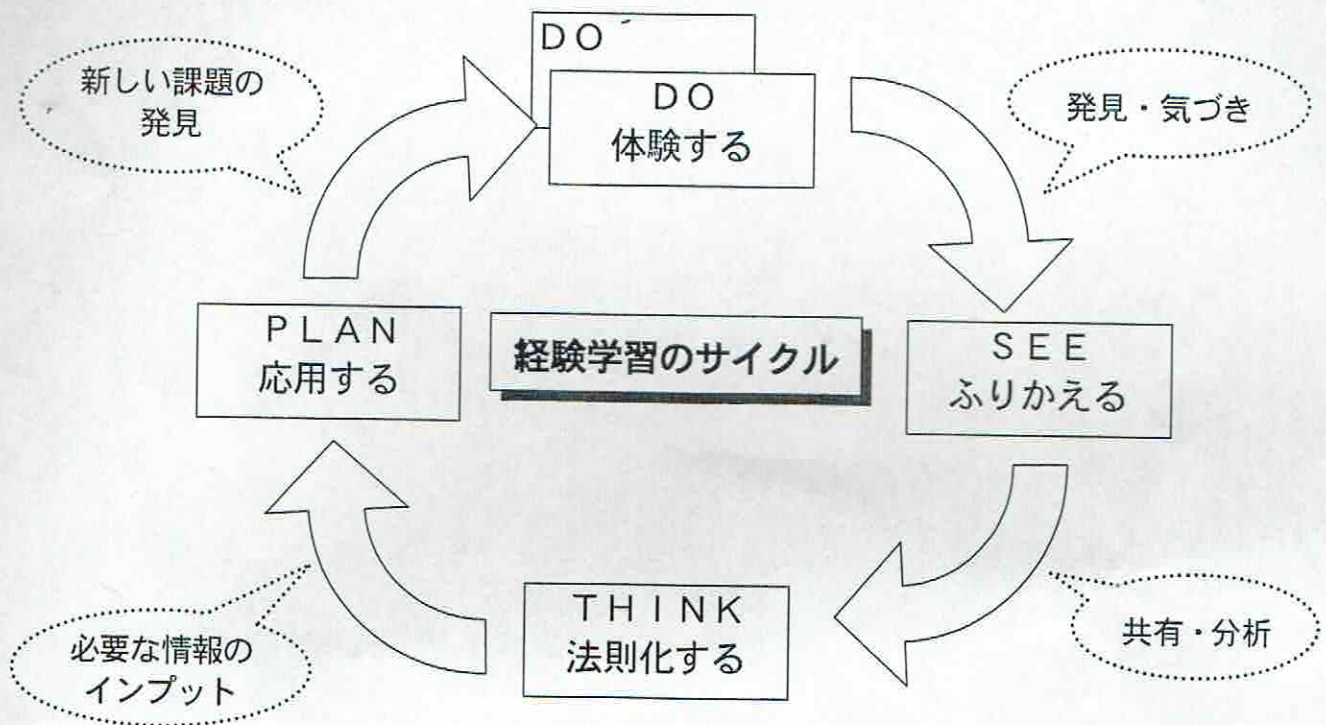 DO
DO
体験する
新しい課題の
発見
発見・気づき
PLAN
応用する
経験学習のサイクル
SEE
ふりかえる
THINK
法則化する
必要な情報の
インプット
共有・分析